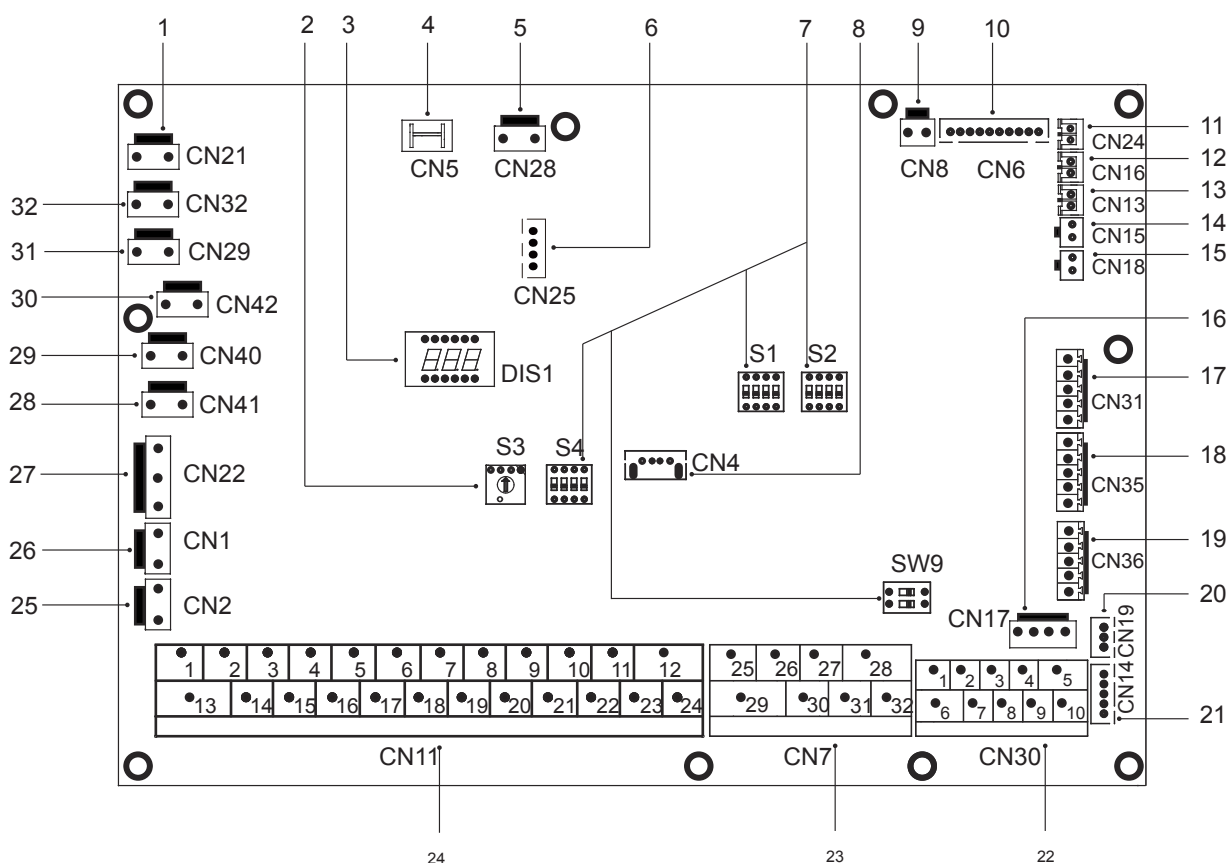 1 2 3 4 5 6 7 8 9 10
CN21 CN5 CN28 CN8 CN6 CN24 11
CN16 12
32 CN32 CN13 13
31 CN29 CN15 14
CN18 15
CN25
30 CN42
16
29 CN40 DIS1 S1 S2
28 CN41 CN31 17
S3 S4 CN4
27 CN22 CN35 18
2 8
26 CN1 CN36 19
SW9
25 CN2 CN17 CN19 20
1 2 3 4 5 6 7 8 9 10 11 12 25 26 27 28 1 2 3 4 5 CN14
13 14 15 16 17 18 19 20 21 22 23 24 29 30 31 32 6 7 8 9 10 21
CN11 CN7 CN30
24 23 22